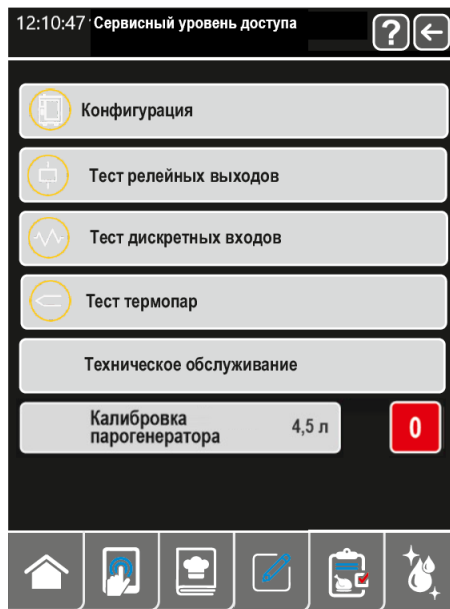 12:10:47 Сервисный уровень доступа
?
Конфигурация
Тест релейных выходов
Тест дискретных входов
Тест термопар
Техническое обслуживание
Калибровка
парогенератора 4,5 л 0